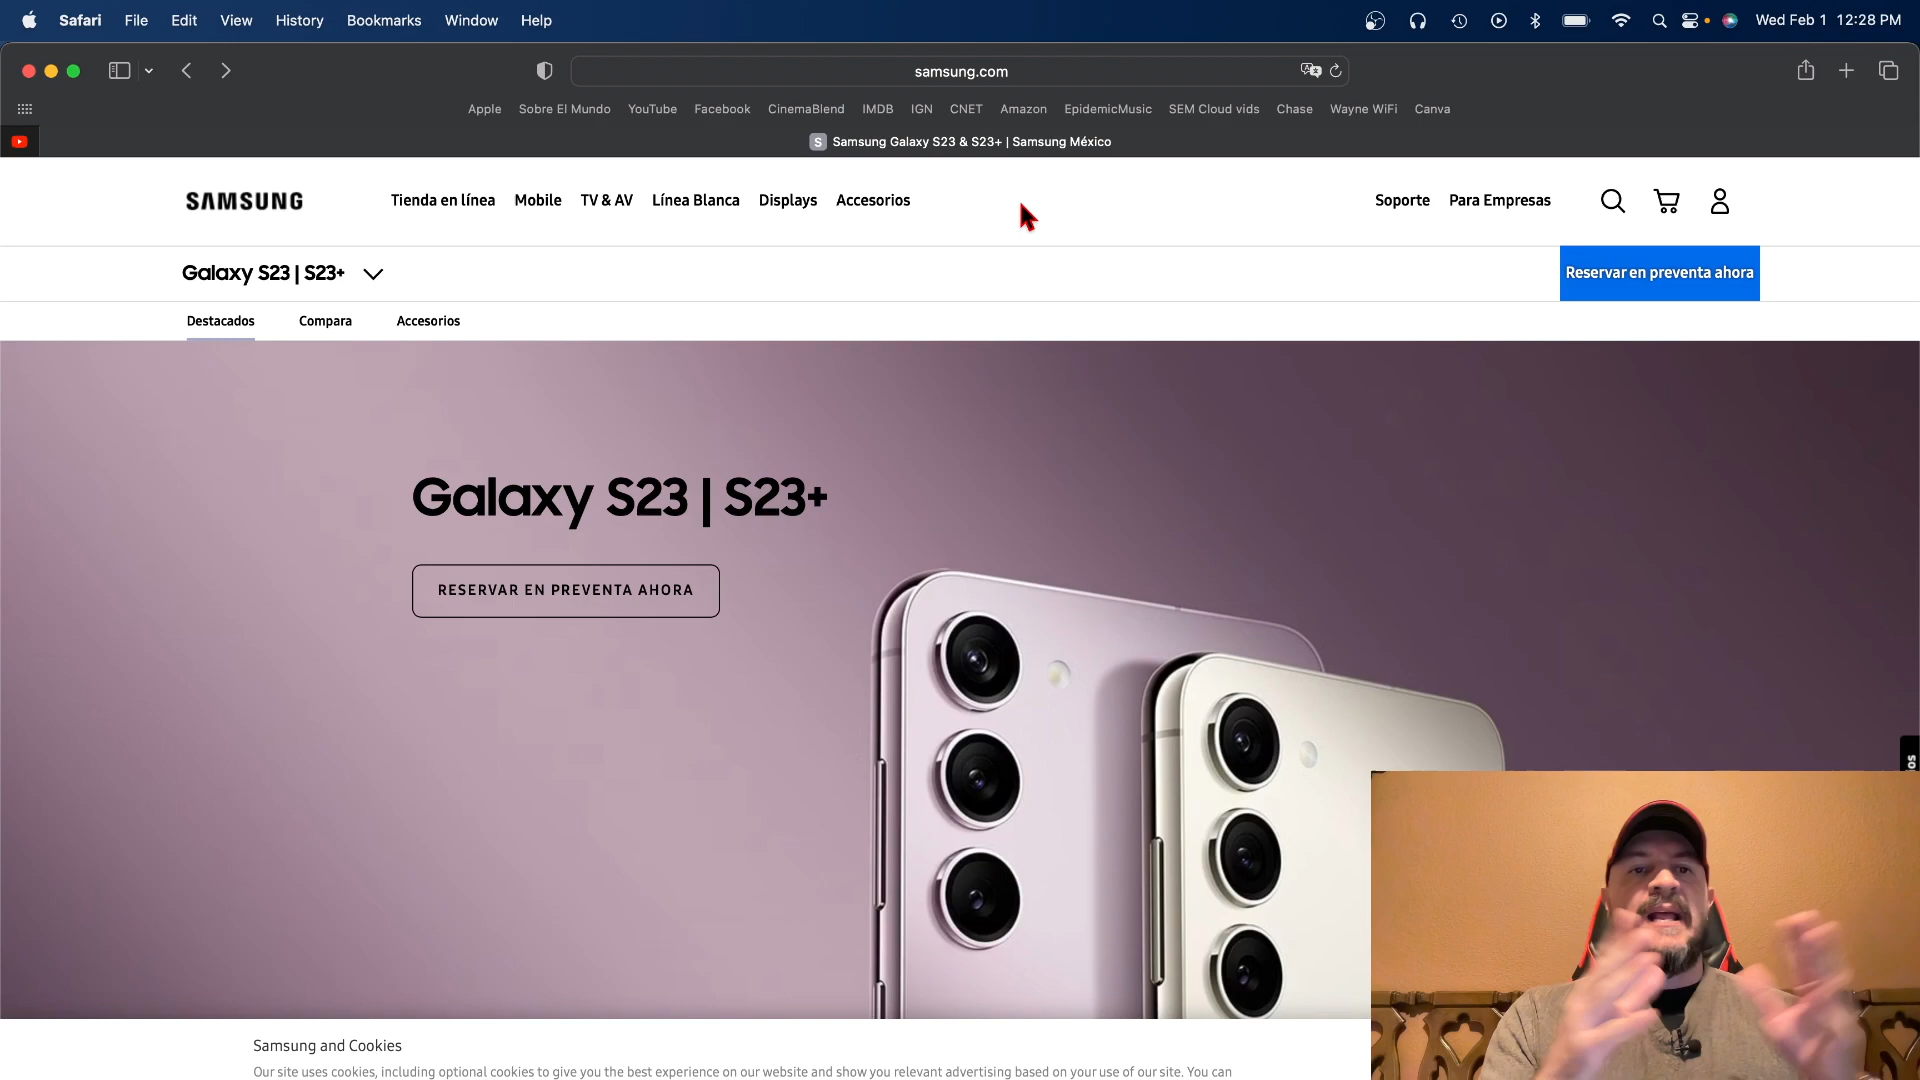 Safari File Edit View History Bookmarks Window Help Wed Feb 1 12:28 PM
samsung.com
Apple Sobre El Mundo YouTube Facebook CinemaBlend IMDB IGN CNET Amazon EpidemicMusic SEM Cloud vids Chase Wayne WiFi Canva
S Samsung Galaxy S23 & S23+ | Samsung México
SAMSUNG Tienda en línea Mobile TV & AV Línea Blanca Displays Accesorios Soporte Para Empresas
Galaxy S23 | S23+ Reservar en preventa ahora
Destacados Compara Accesorios
Galaxy S23 | S23+
RESERVAR EN PREVENTA AHORA
Samsung and Cookies
Our site uses cookies, including optional cookies to give you the best experience on our website and show you relevant advertising based on your use of our site. You can